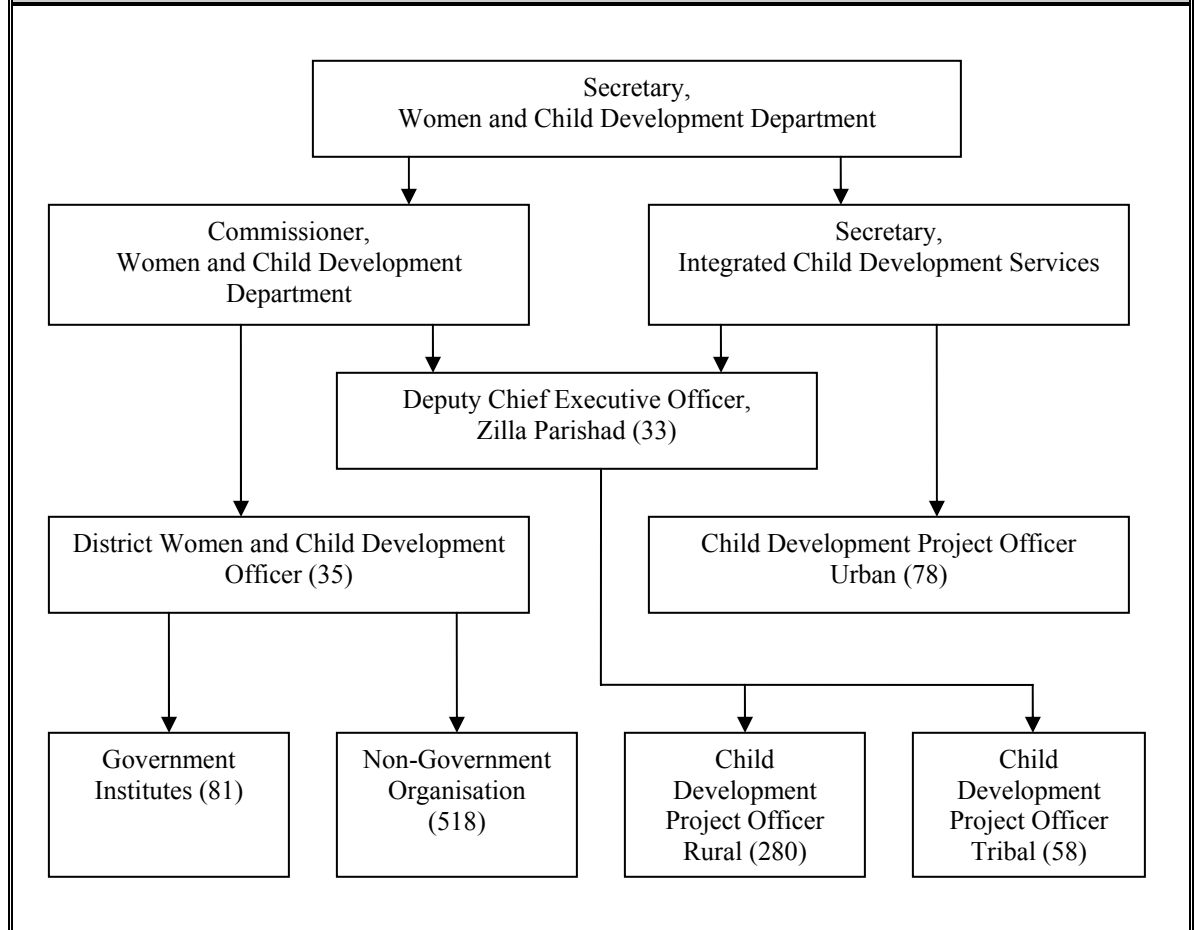 Secretary,
Women and Child Development Department
Commissioner,
Women and Child Development
Department
Secretary,
Integrated Child Development Services
Deputy Chief Executive Officer,
Zilla Parishad (33)
District Women and Child Development
Officer (35)
Child Development Project Officer
Urban (78)
Government
Institutes (81)
Non-Government
Organisation
(518)
Child
Development
Project Officer
Rural (280)
Child
Development
Project Officer
Tribal (58)